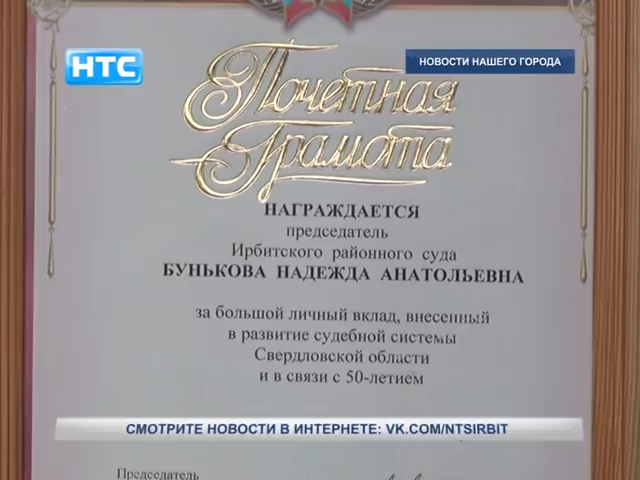 НТС
НОВОСТИ НАШЕГО ГОРОДА
Почетная
Грамота
НАГРАЖДАЕТСЯ
председатель
Ирбитского районного суда
БУНЬКОВА НАДЕЖДА АНАТОЛЬЕВНА
за большой личный вклад, внесенный
в развитие судебной системы
Свердловской области
и в связи с 50-летием
СМОТРИТЕ НОВОСТИ В ИНТЕРНЕТЕ: VK.COM/NTSIRBIT
Председатель